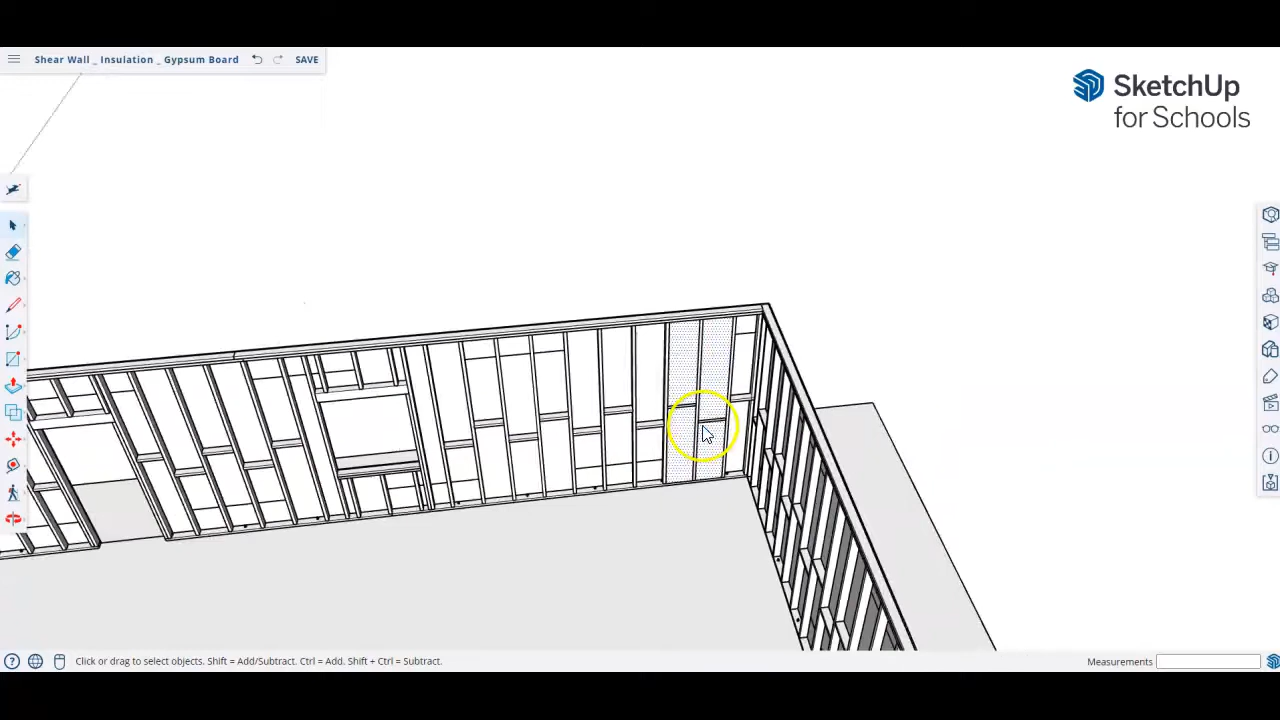 Shear Wall _ Insulation _ Gypsum Board
SAVE
SketchUp
for Schools
Click or drag to select objects. Shift = Add/Subtract. Ctrl = Add. Shift + Ctrl = Subtract.
Measurements